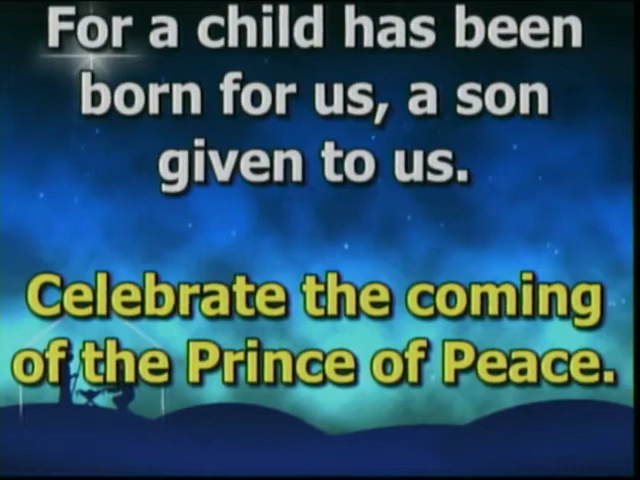 For a child has been
born for us, a son
given to us.
Celebrate the coming
of the Prince of Peace.